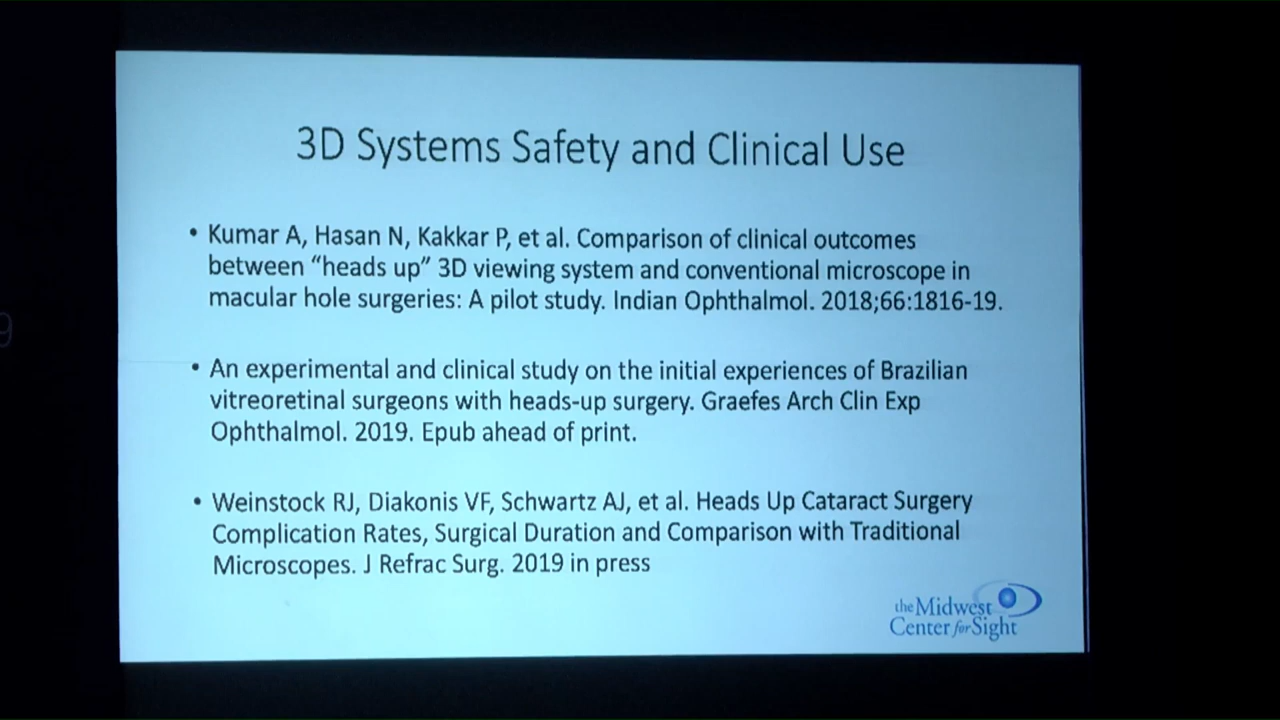 3D Systems Safety and Clinical Use
• Kumar A, Hasan N, Kakkar P, et al. Comparison of clinical outcomes
between “heads up” 3D viewing system and conventional microscope in
macular hole surgeries: A pilot study. Indian Ophthalmol. 2018;66:1816-19.
• An experimental and clinical study on the initial experiences of Brazilian
vitreoretinal surgeons with heads-up surgery. Graefes Arch Clin Exp
Ophthalmol. 2019. Epub ahead of print.
• Weinstock RJ, Diakonis VF, Schwartz AJ, et al. Heads Up Cataract Surgery
Complication Rates, Surgical Duration and Comparison with Traditional
Microscopes. J Refrac Surg. 2019 in press
the Midwest
Center for Sight